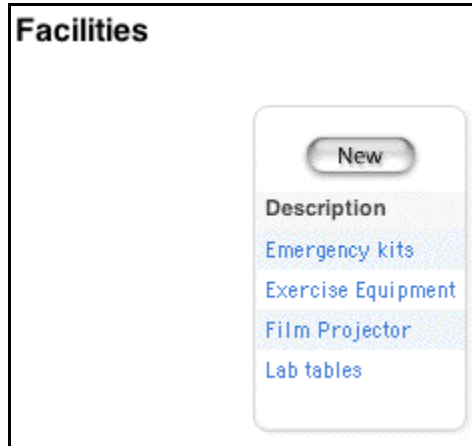 Facilities
New
Description
Emergency kits
Exercise Equipment
Film Projector
Lab tables